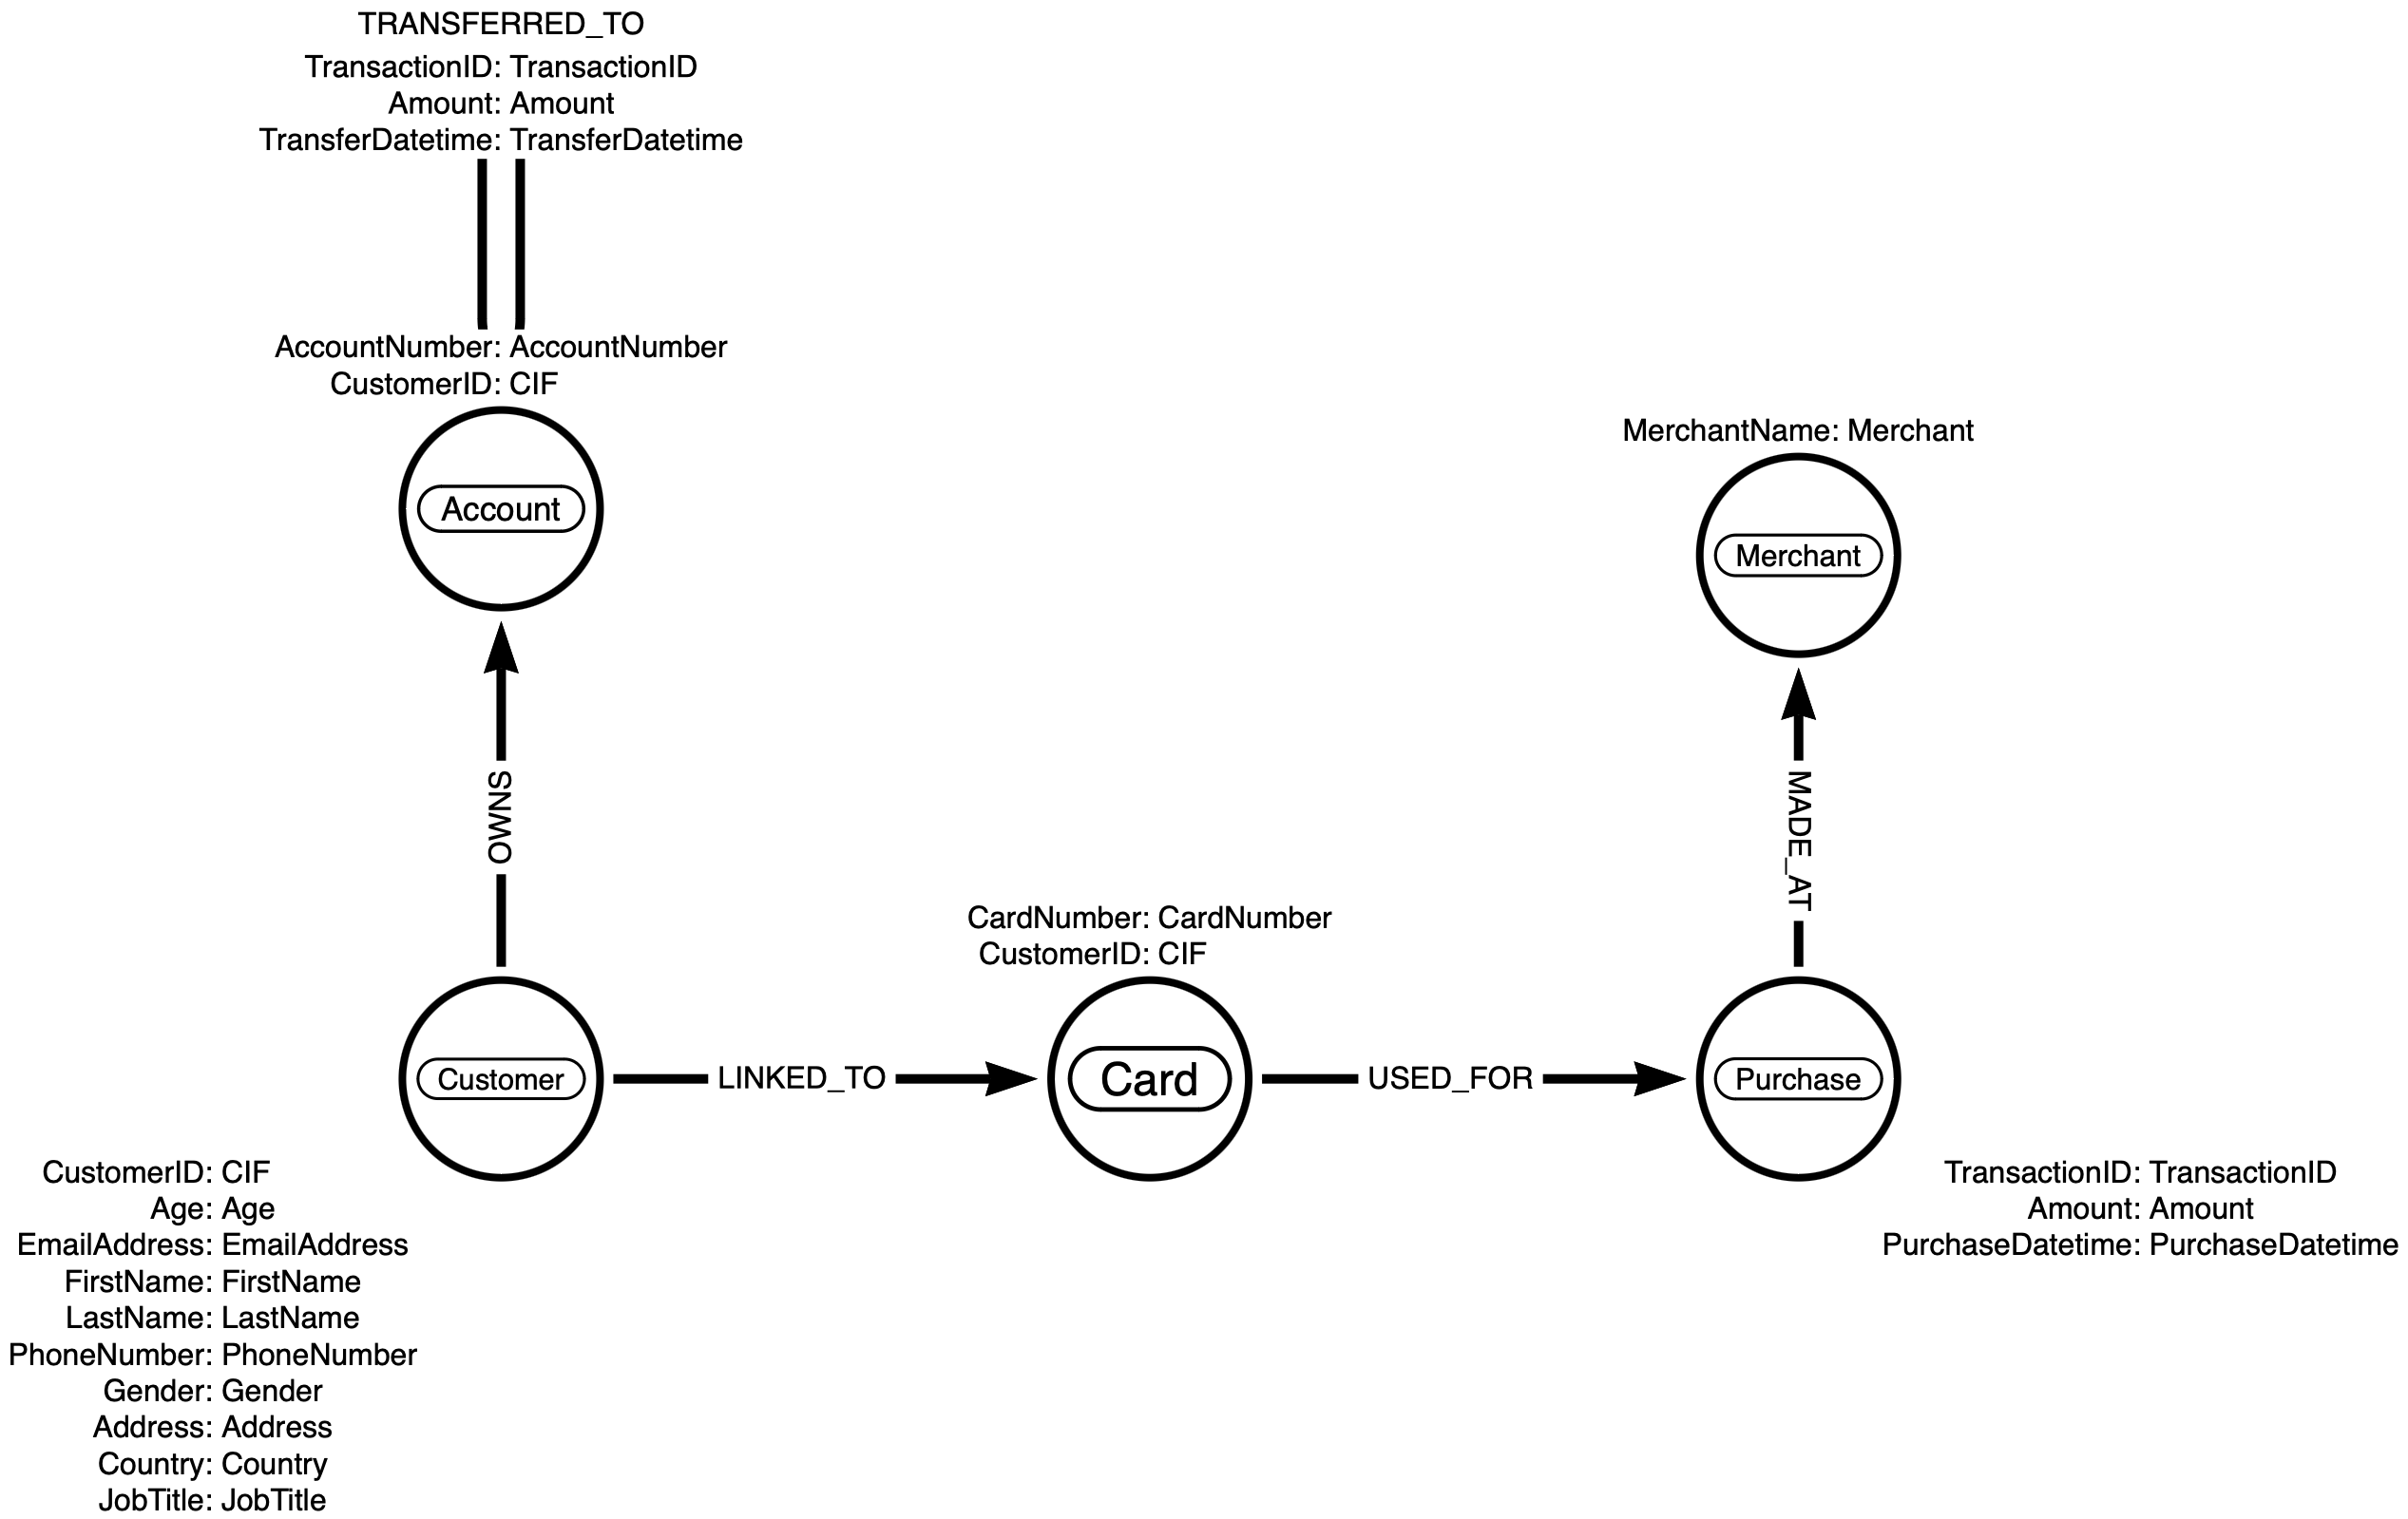 TRANSFERRED_TO
TransactionID: TransactionID
Amount: Amount
TransferDatetime: TransferDatetime
AccountNumber: AccountNumber
CustomerID: CIF
Account
MerchantName: Merchant
Merchant
OWNS
MADE_AT
CardNumber: CardNumber
CustomerID: CIF
Customer
LINKED_TO
Card
USED_FOR
Purchase
CustomerID: CIF
Age: Age
EmailAddress: EmailAddress
FirstName: FirstName
LastName: LastName
PhoneNumber: PhoneNumber
Gender: Gender
Address: Address
Country: Country
JobTitle: JobTitle
TransactionID: TransactionID
Amount: Amount
PurchaseDatetime: PurchaseDatetime